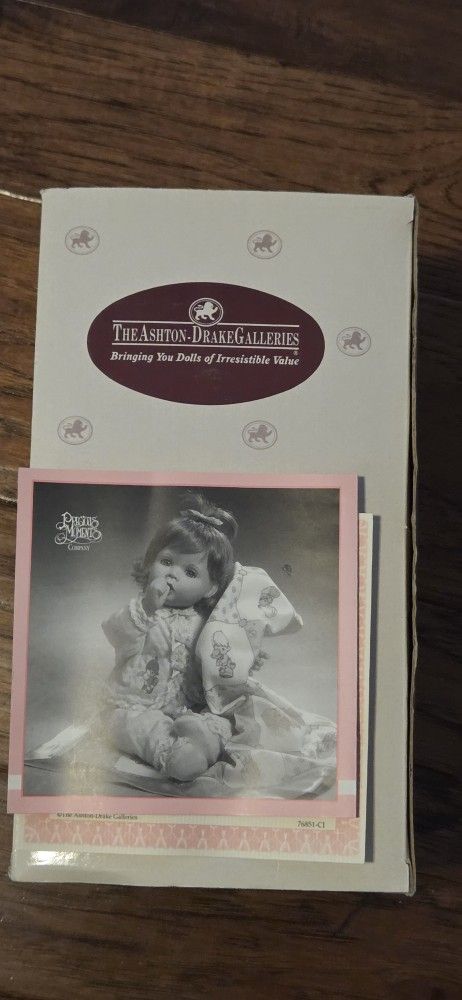 The Ashton-Drake Galleries
®
Bringing You Dolls of Irresistible Value
Precious
Moments
Company
©The Ashton-Drake Galleries
76851-CI